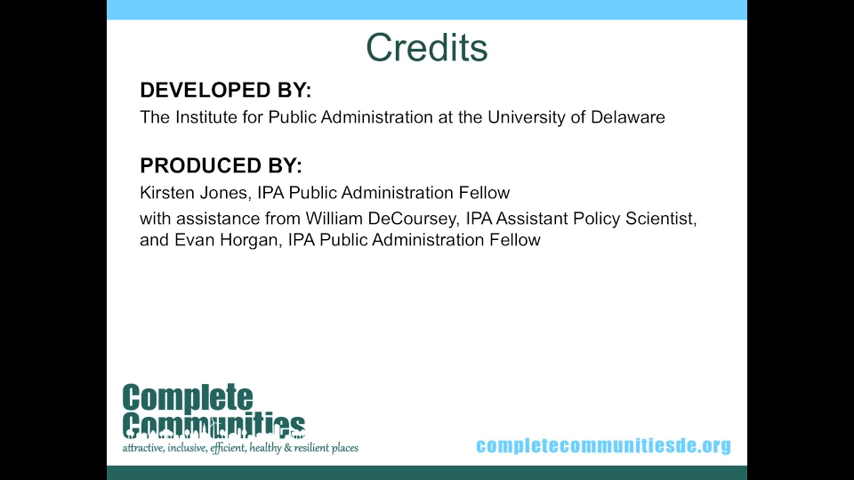 Credits
DEVELOPED BY:
The Institute for Public Administration at the University of Delaware
PRODUCED BY:
Kirsten Jones, IPA Public Administration Fellow
with assistance from William DeCoursey, IPA Assistant Policy Scientist,
and Evan Horgan, IPA Public Administration Fellow
Complete
Communities
attractive, inclusive, efficient, healthy & resilient places
completecommunitiesde.org